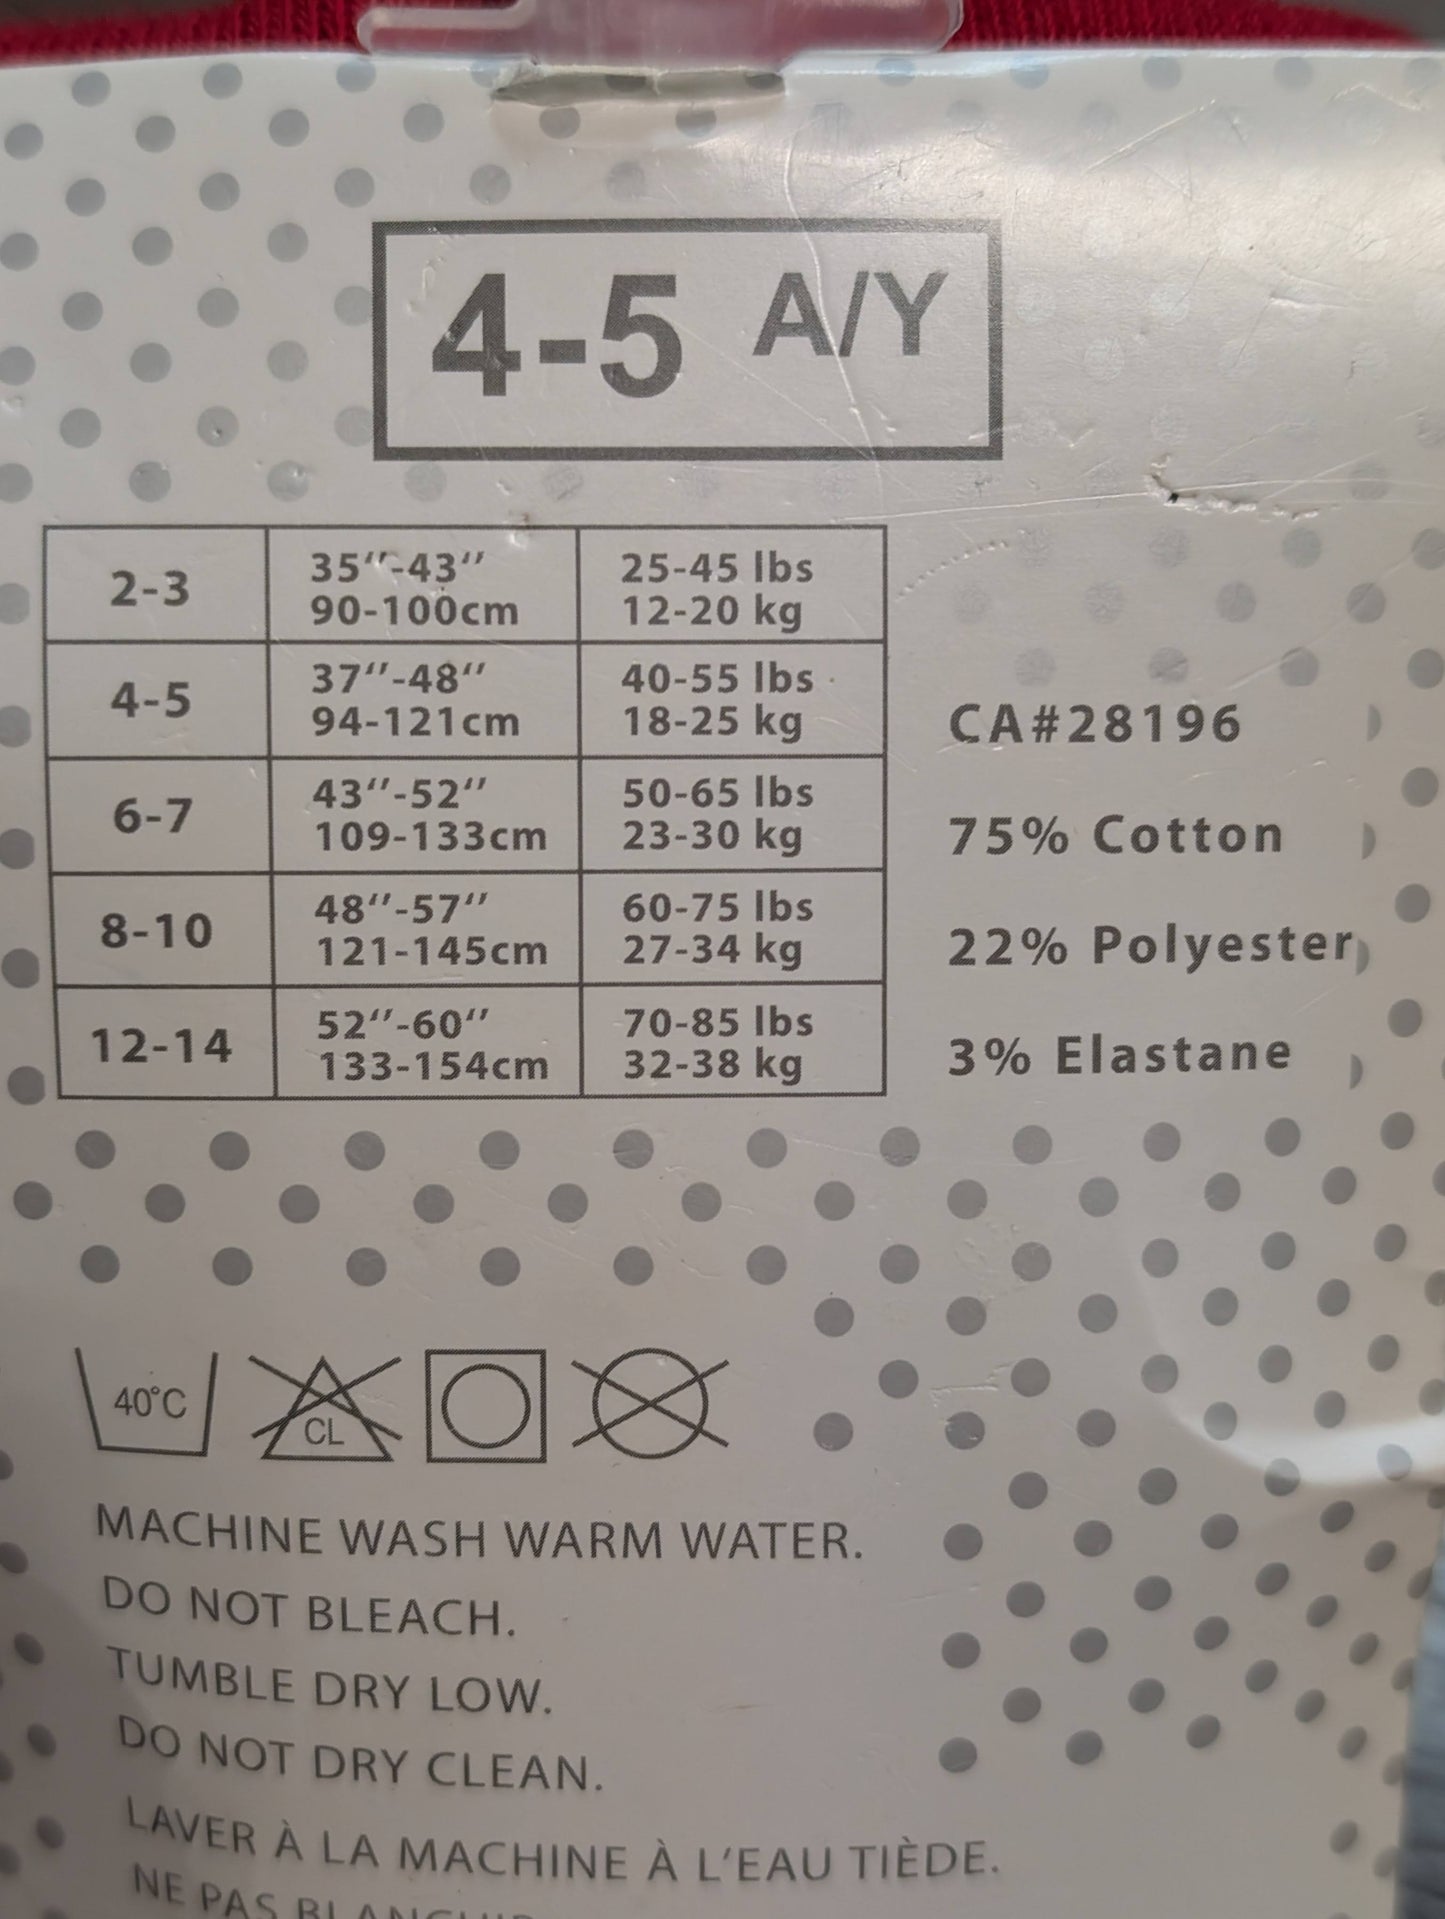 4-5 A/Y
2-3 35"-43" 25-45 lbs
90-100cm 12-20 kg
4-5 37"-48" 40-55 lbs
94-121cm 18-25 kg
6-7 43"-52" 50-65 lbs
109-133cm 23-30 kg
8-10 48"-57" 60-75 lbs
121-145cm 27-34 kg
12-14 52"-60" 70-85 lbs
133-154cm 32-38 kg
CA#28196
75% Cotton
22% Polyester
3% Elastane
40°C CL
MACHINE WASH WARM WATER.
DO NOT BLEACH.
TUMBLE DRY LOW.
DO NOT DRY CLEAN.
LAVER À LA MACHINE À L'EAU TIÈDE.
NE PAS